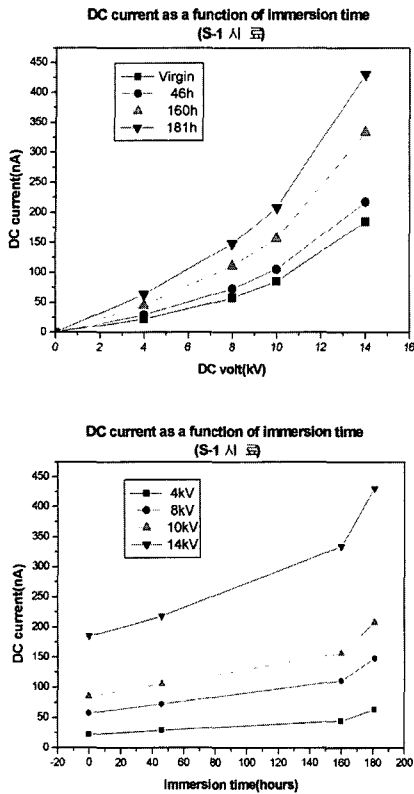 DC current as a function of immersion time
(S-1 시 료)
450
400
350
300
250
200
150
100
50
0
DC current(nA)
Virgin
46h
160h
181h
0 2 4 6 8 10 12 14 16
DC volt(kV)
DC current as a function of immersion time
(S-1 시 료)
450
400
350
300
250
200
150
100
50
0
DC current(nA)
4kV
8kV
10kV
14kV
-20 0 20 40 60 80 100 120 140 160 180 200
Immersion time(hours)